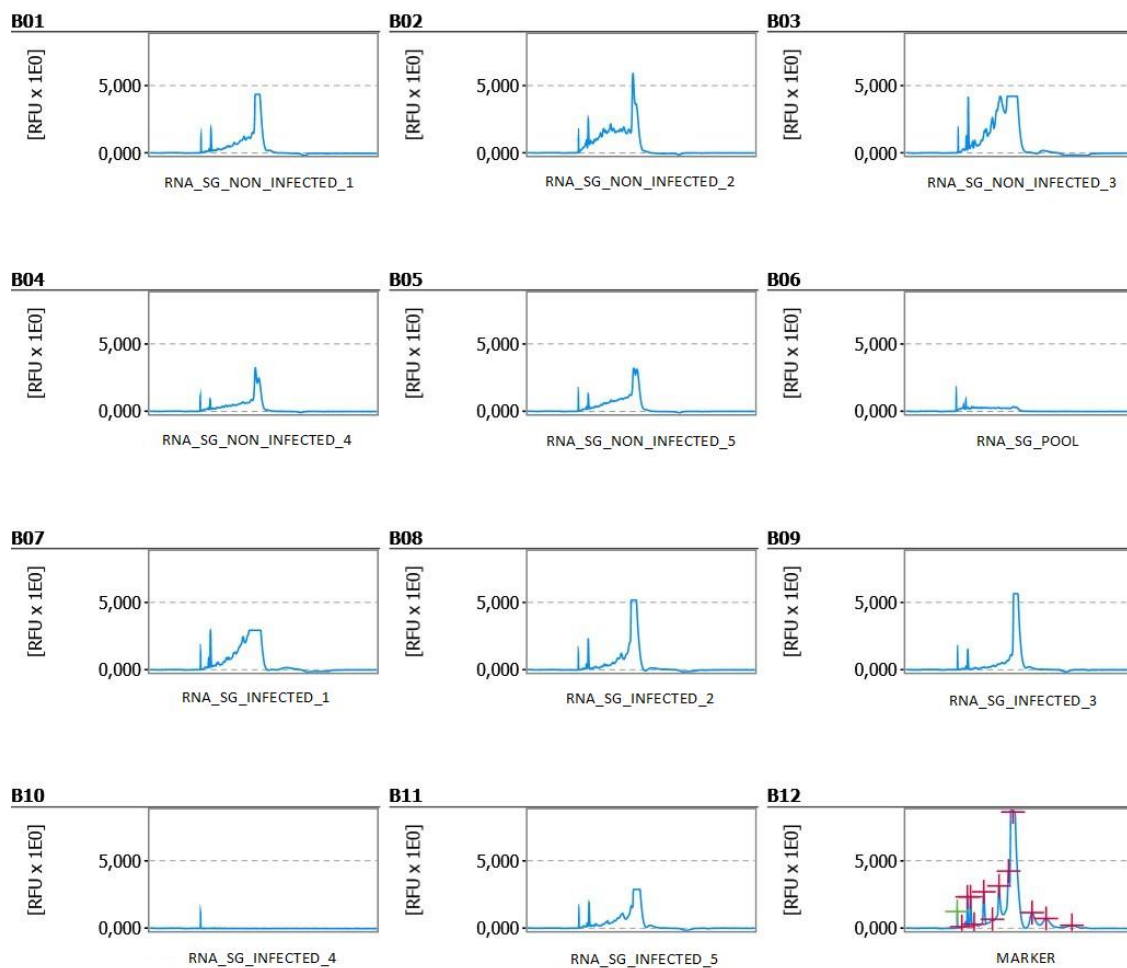 B01
B02
B03
[RFU x 1E0]
[RFU x 1E0]
[RFU x 1E0]
5,000
5,000
5,000
0,000
0,000
0,000
RNA_SG_NON_INFECTED_1
RNA_SG_NON_INFECTED_2
RNA_SG_NON_INFECTED_3
B04
B05
B06
[RFU x 1E0]
[RFU x 1E0]
[RFU x 1E0]
5,000
5,000
5,000
0,000
0,000
0,000
RNA_SG_NON_INFECTED_4
RNA_SG_NON_INFECTED_5
RNA_SG_POOL
B07
B08
B09
[RFU x 1E0]
[RFU x 1E0]
[RFU x 1E0]
5,000
5,000
5,000
0,000
0,000
0,000
RNA_SG_INFECTED_1
RNA_SG_INFECTED_2
RNA_SG_INFECTED_3
B10
B11
B12
[RFU x 1E0]
[RFU x 1E0]
[RFU x 1E0]
5,000
5,000
5,000
0,000
0,000
0,000
RNA_SG_INFECTED_4
RNA_SG_INFECTED_5
MARKER